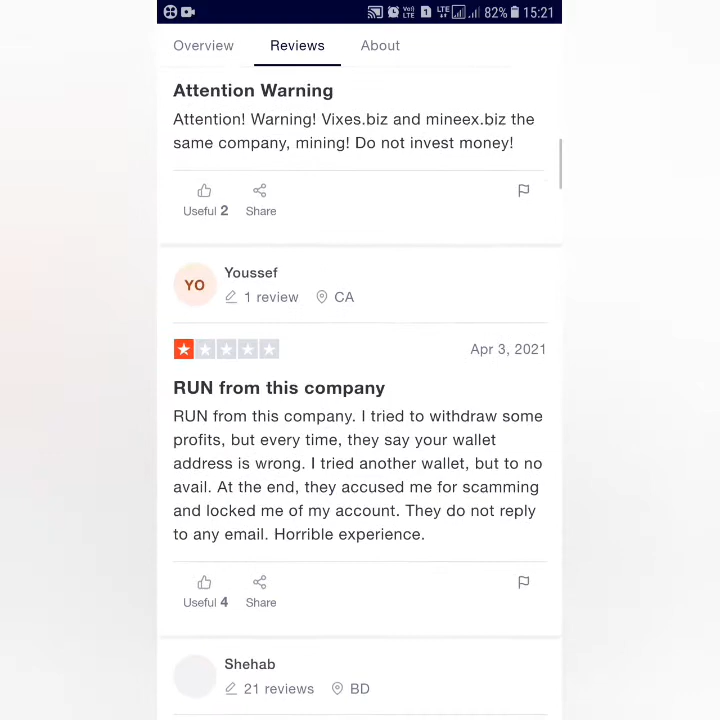 82% 15:21
Overview Reviews About
Attention Warning
Attention! Warning! Vixes.biz and mineex.biz the
same company, mining! Do not invest money!
Useful 2 Share
YO Youssef
1 review CA
Apr 3, 2021
RUN from this company
RUN from this company. I tried to withdraw some
profits, but every time, they say your wallet
address is wrong. I tried another wallet, but to no
avail. At the end, they accused me for scamming
and locked me of my account. They do not reply
to any email. Horrible experience.
Useful 4 Share
Shehab
21 reviews BD